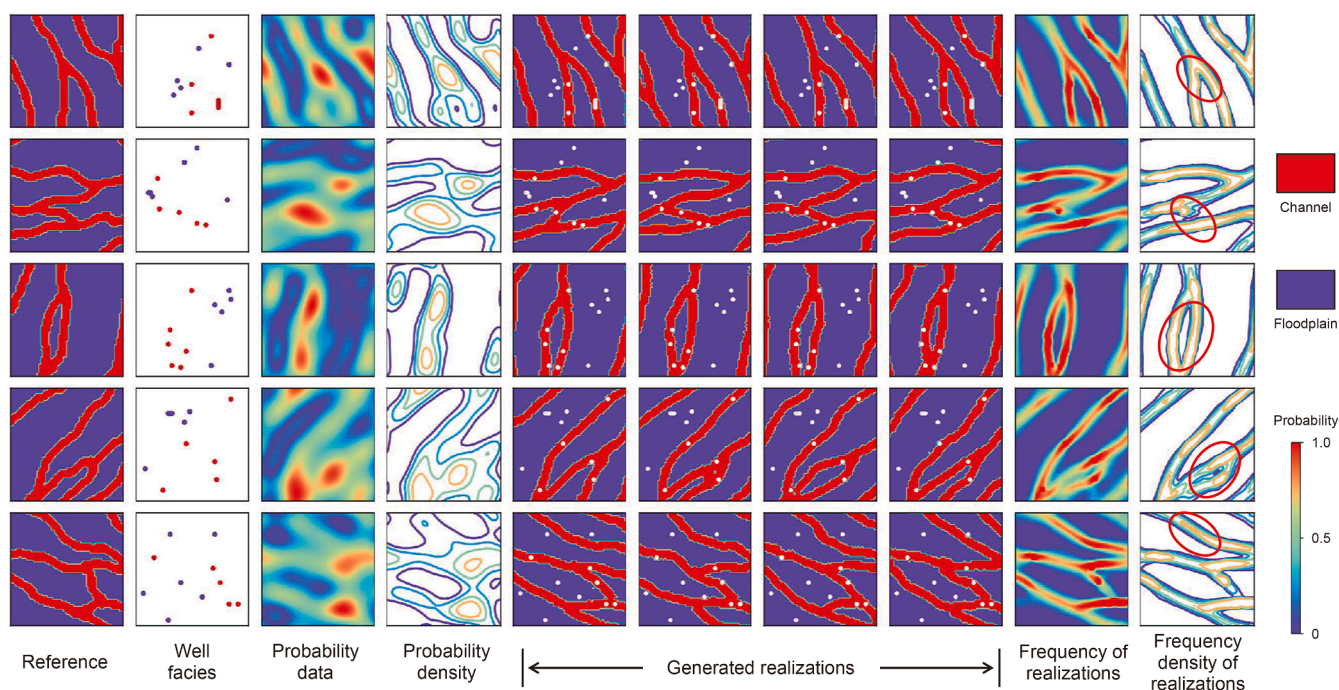 Channel
Floodplain
Probability
1.0
0.5
0
Reference
Well
facies
Probability
data
Probability
density
Generated realizations
Frequency of
realizations
Frequency
density of
realizations